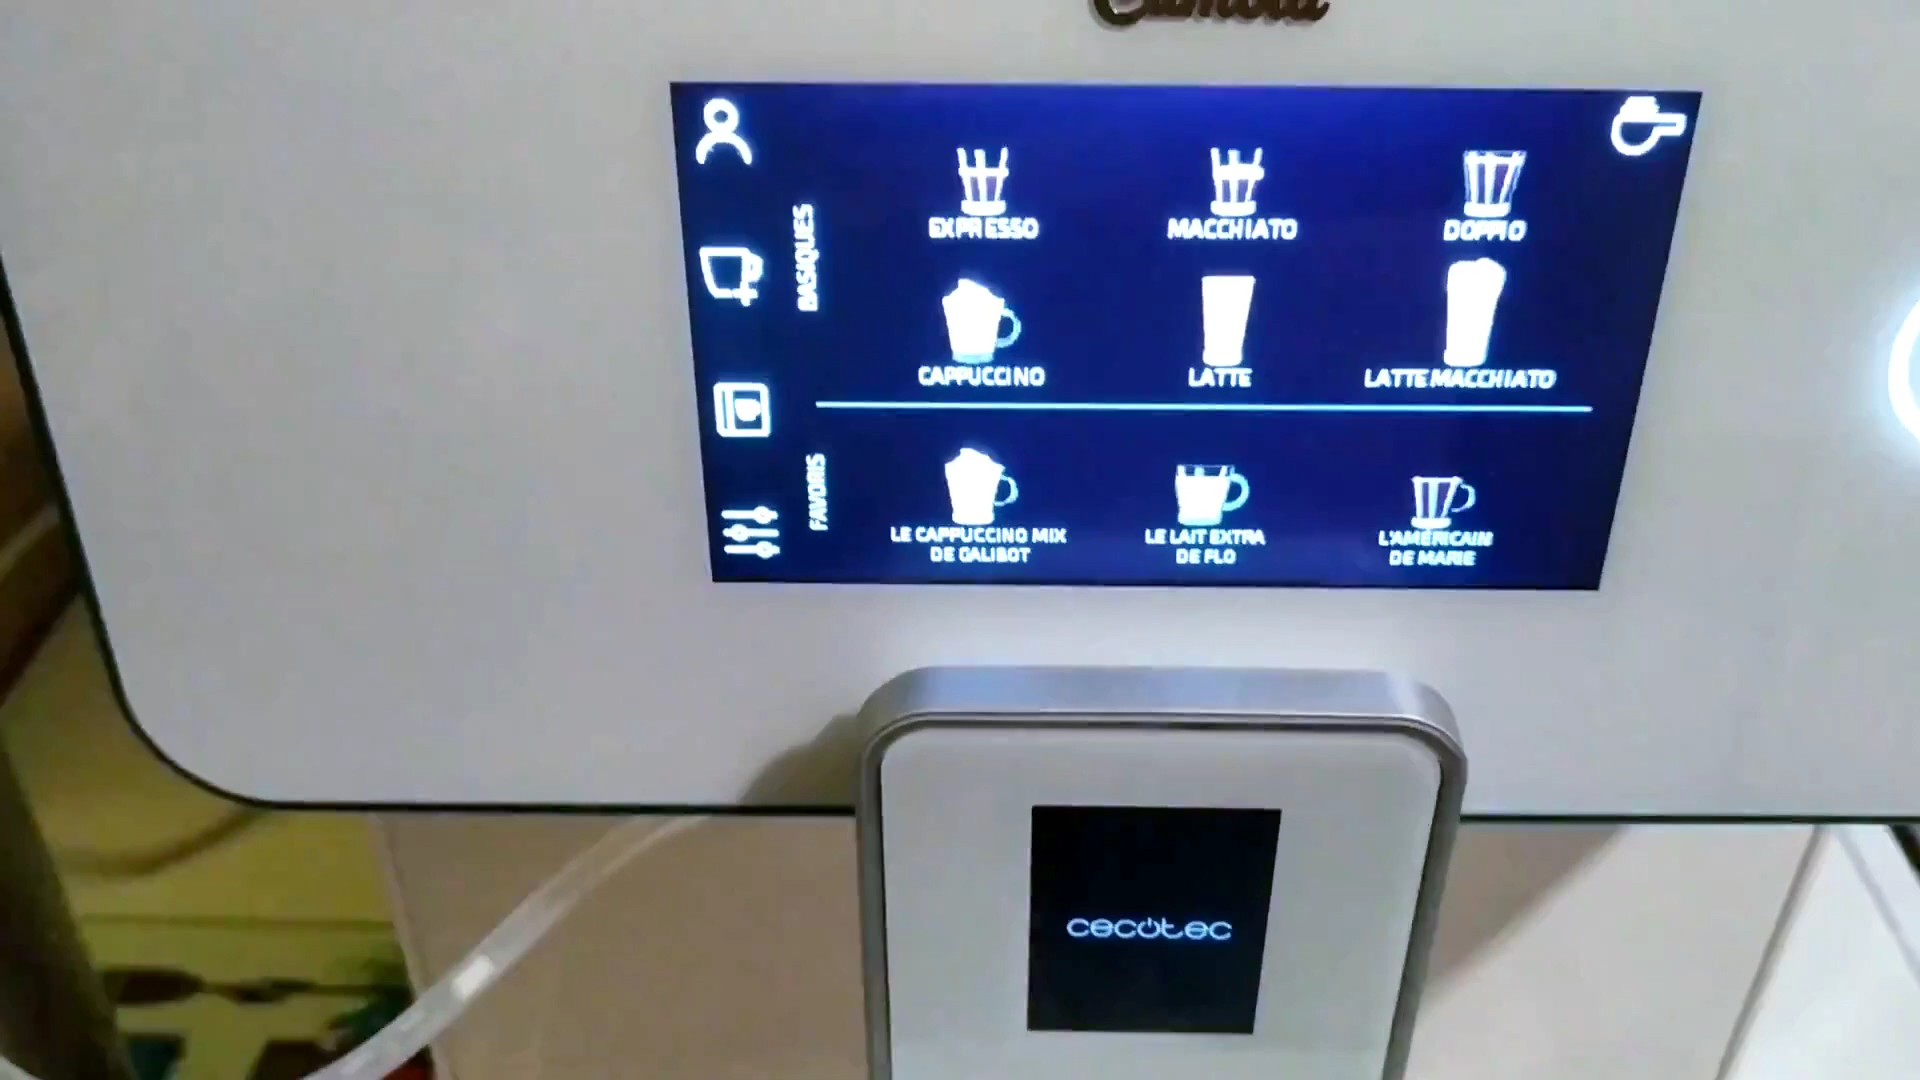 BASIQUES
EXPRESSO
MACCHIATO
DOPPIO
CAPPUCCINO
LATTE
LATTE MACCHIATO
FAVORIS
LE CAPPUCCINO MIX
DE GALIBOT
LE LAIT EXTRA
DE FLO
L'AMÉRICAIN
DE MARIE
cecotec